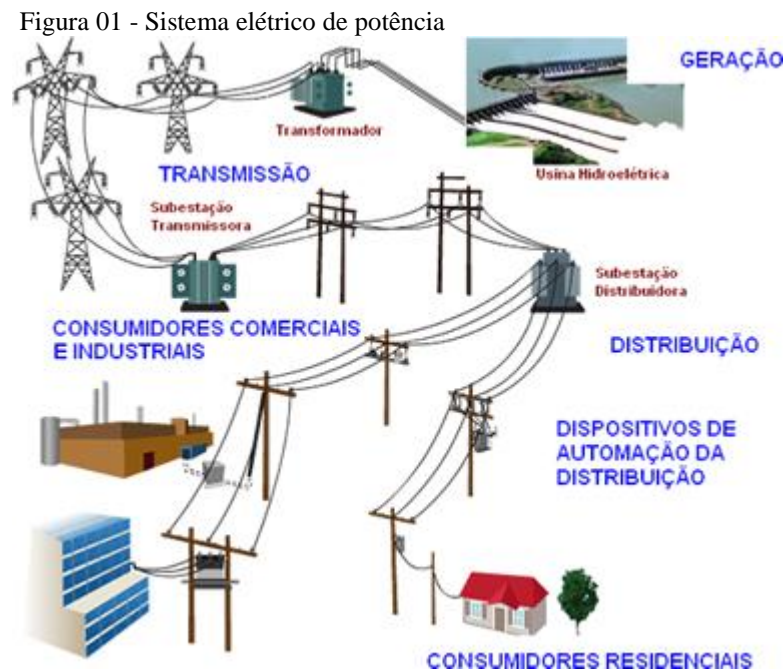 Figura 01 - Sistema elétrico de potência
GERAÇÃO
Transformador
Usina Hidroelétrica
TRANSMISSÃO
Subestação
Transmissora
Subestação
Distribuidora
CONSUMIDORES COMERCIAIS
E INDUSTRIAIS
DISTRIBUIÇÃO
DISPOSITIVOS DE
AUTOMAÇÃO DA
DISTRIBUIÇÃO
CONSUMIDORES RESIDENCIAIS